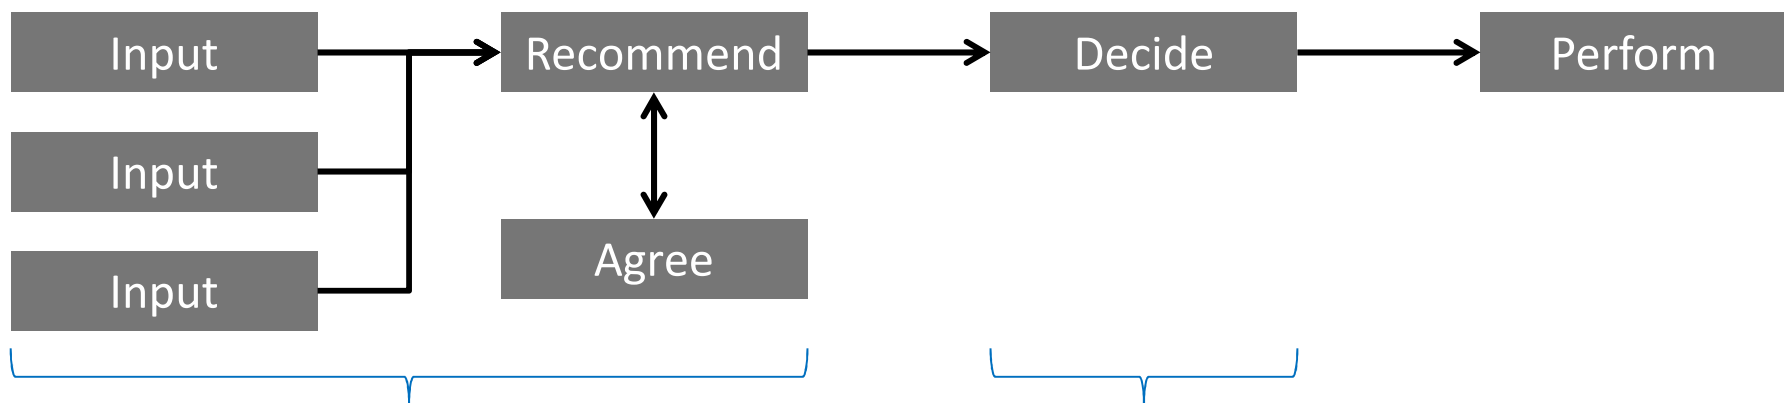 Input
Recommend
Decide
Perform
Input
Agree
Input